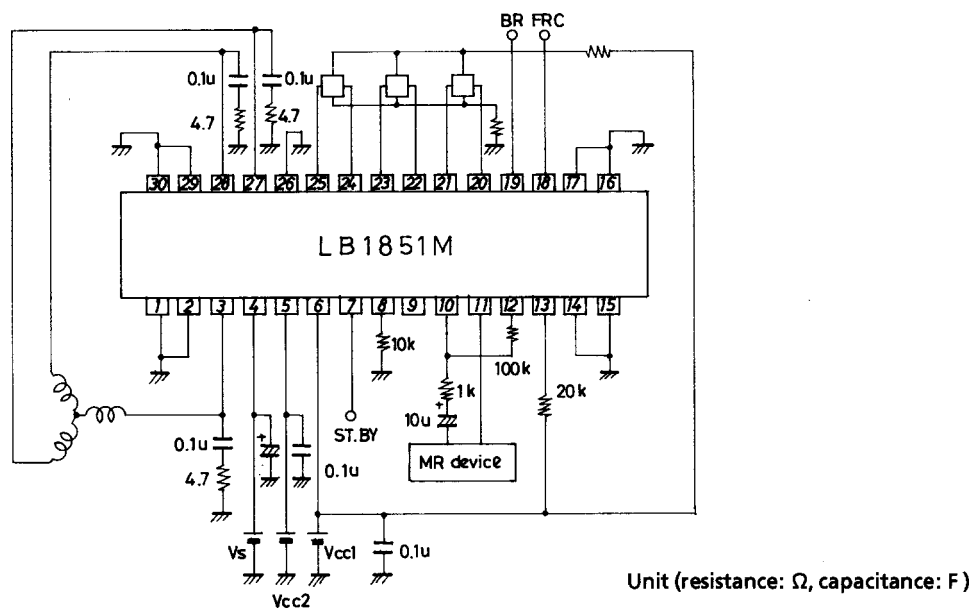 BR FRC
0.1u 0.1u
4.7 4.7
30 29 28 27 26 25 24 23 22 21 20 19 18 17 16
LB1851M
1 2 3 4 5 6 7 8 9 10 11 12 13 14 15
10k
100k
1k
20k
+
10u
ST.BY
MR device
0.1u
+
0.1u
4.7
Vs
Vcc2
Vcc1
0.1u
Unit (resistance: Ω, capacitance: F)